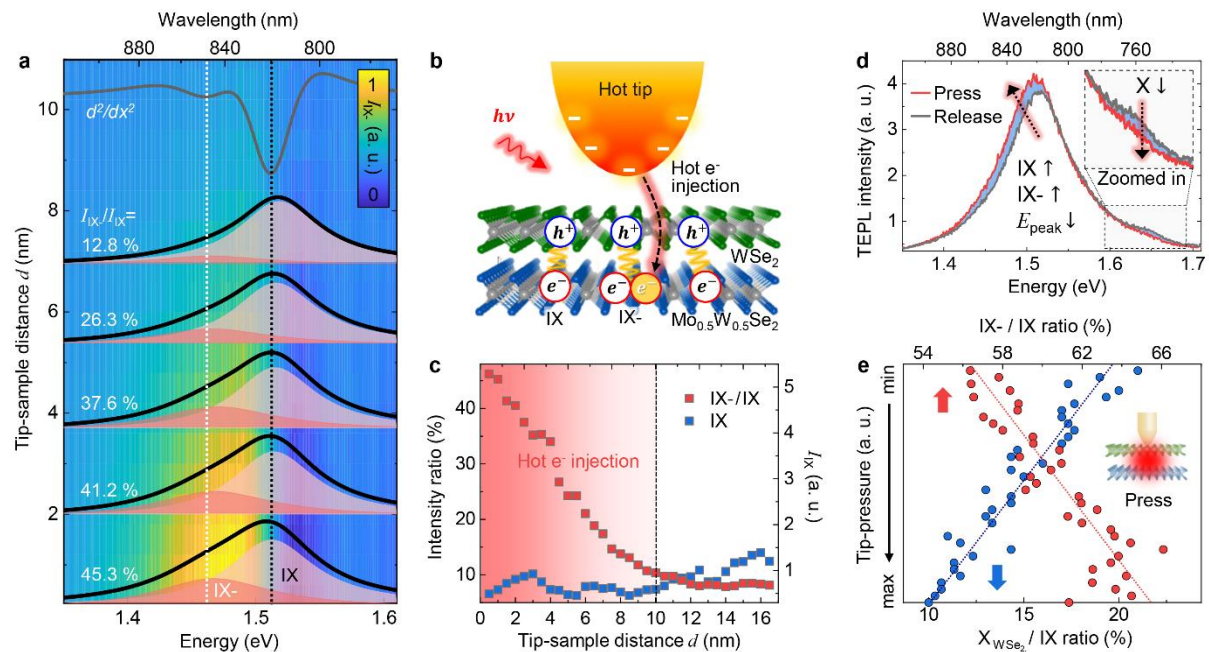 Wavelength (nm)
880 840 800
a
d²/dx²
1
I_IX- (a. u.)
0
I_IX-/I_IX=
12.8 %
26.3 %
37.6 %
41.2 %
45.3 %
IX-
IX
10
8
6
4
2
Tip-sample distance d (nm)
1.4 1.5 1.6
Energy (eV)
b
Hot tip
hν
Hot e⁻
injection
h⁺ h⁺ h⁺
WSe₂
e⁻ e⁻ e⁻ e⁻
IX IX- Mo₀.₅W₀.₅Se₂
c
IX-/IX
IX
Hot e⁻ injection
Intensity ratio (%)
40
30
20
10
I_IX (a. u.)
5
4
3
2
1
0
0 2 4 6 8 10 12 14 16
Tip-sample distance d (nm)
Wavelength (nm)
880 840 800 760
d
Press
Release
X ↓
Zoomed in
IX ↑
IX- ↑
E_peak ↓
TEPL intensity (a. u.)
4
3
2
1
1.4 1.5 1.6 1.7
Energy (eV)
IX- / IX ratio (%)
54 58 62 66
e
min
max
Tip-pressure (a. u.)
Press
10 15 20
X_WSe₂ / IX ratio (%)